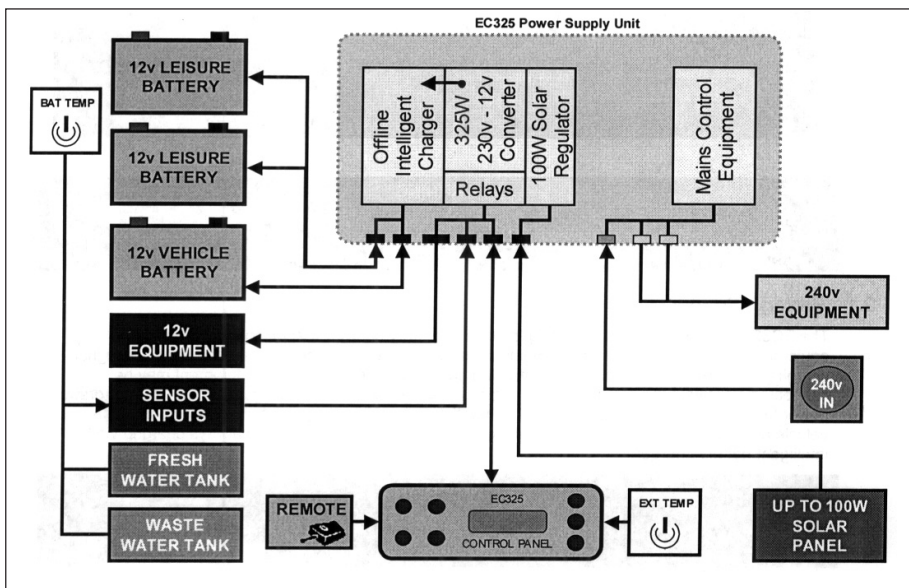 EC325 Power Supply Unit
12v LEISURE
BATTERY
BAT TEMP
12v LEISURE
BATTERY
12v VEHICLE
BATTERY
12v
EQUIPMENT
SENSOR
INPUTS
FRESH
WATER TANK
WASTE
WATER TANK
Offline
Intelligent
Charger
325W
230v - 12v
Converter
Relays
100W Solar
Regulator
Mains Control
Equipment
240v
EQUIPMENT
240v
IN
REMOTE
EC325
CONTROL PANEL
EXT TEMP
UP TO 100W
SOLAR
PANEL